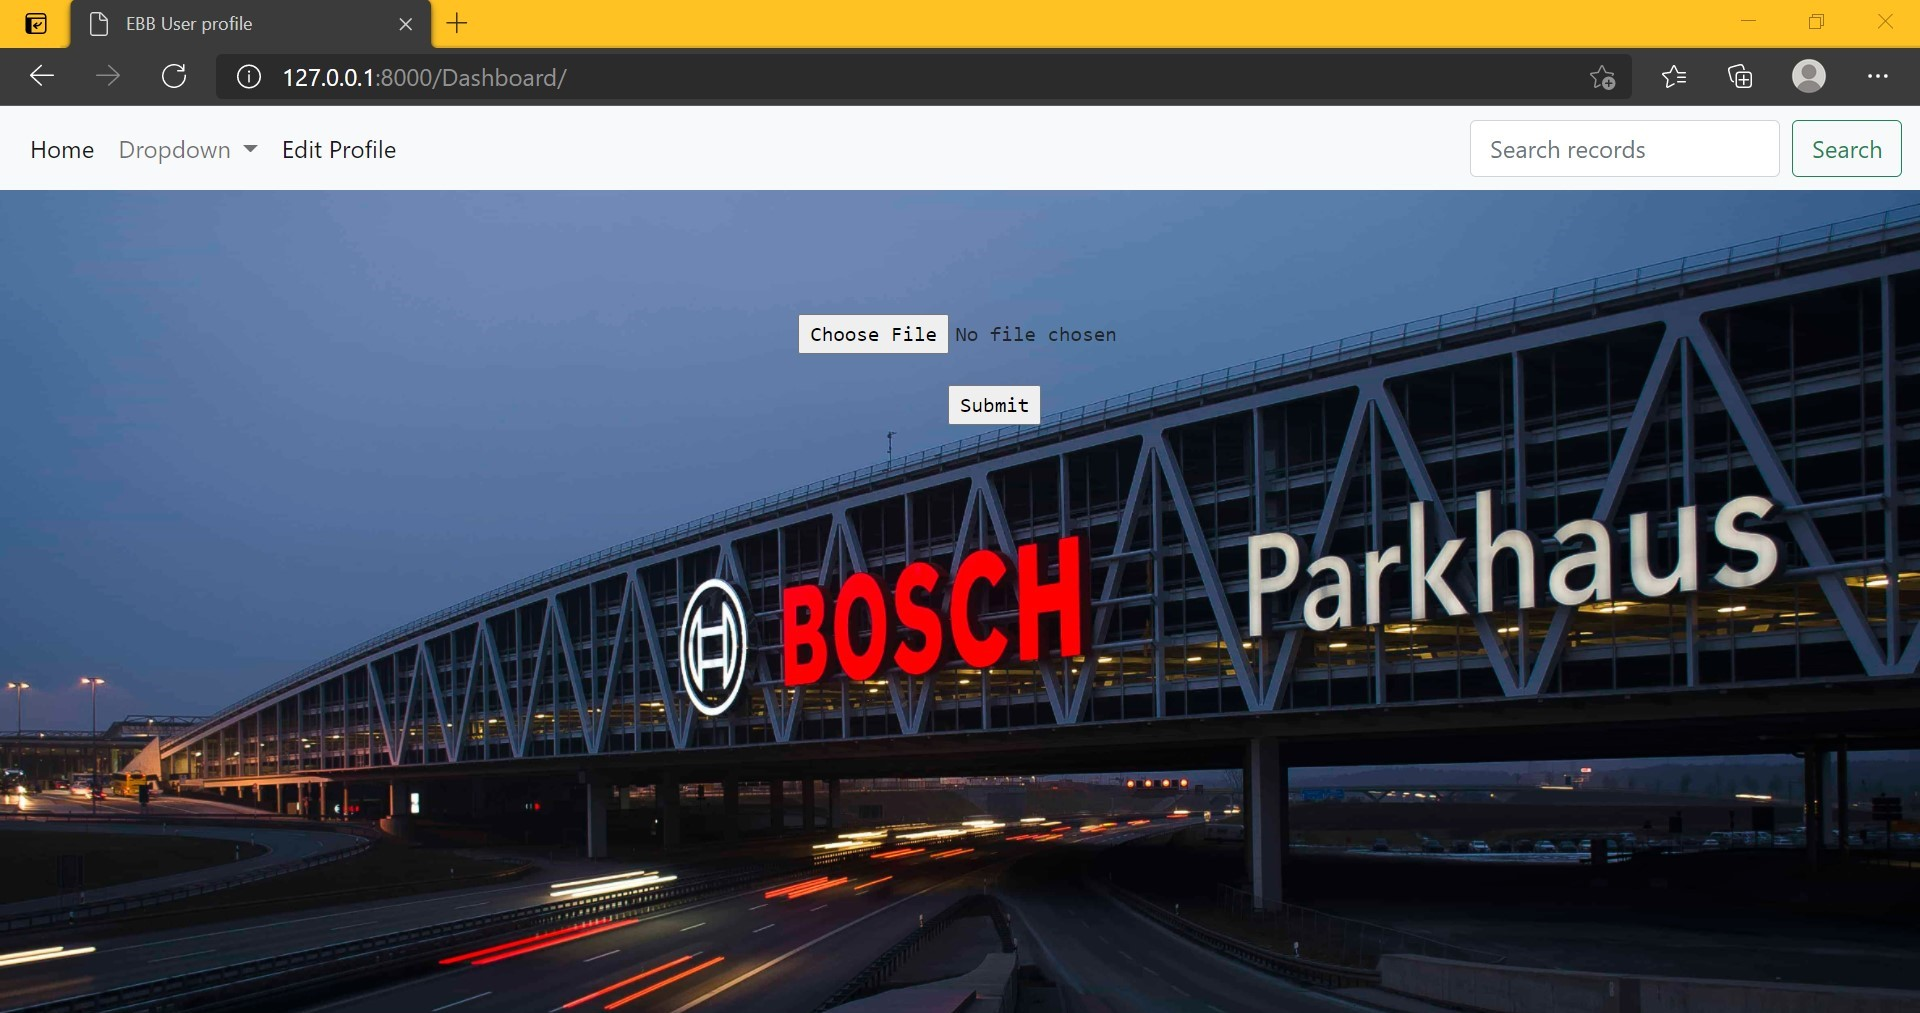 EBB User profile
127.0.0.1:8000/Dashboard/
Home Dropdown Edit Profile Search records Search
Choose File No file chosen
Submit
BOSCH Parkhaus